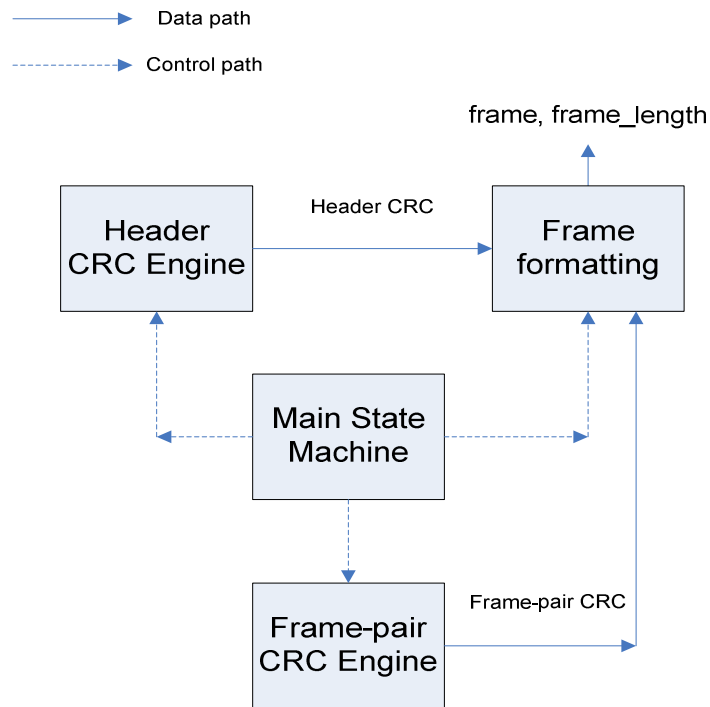 Data path
Control path
frame, frame_length
Header
CRC Engine
Header CRC
Frame
formatting
Main State
Machine
Frame-pair
CRC Engine
Frame-pair CRC